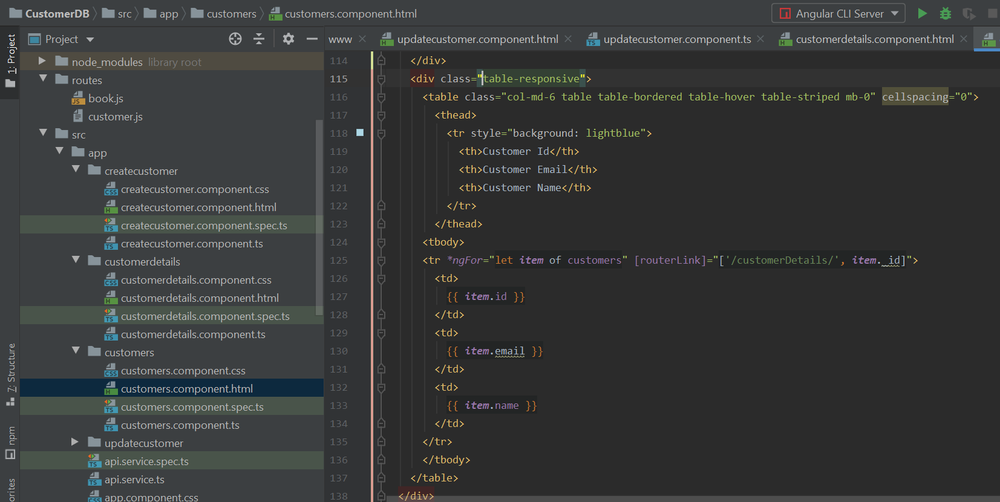 CustomerDB src app customers customers.component.html Angular CLI Server
Project
www updatecustomer.component.html updatecustomer.component.ts customerdetails.component.html
1: Project
7: Structure
npm
node_modules library root
routes
book.js
customer.js
src
app
createcustomer
createcustomer.component.css
createcustomer.component.html
createcustomer.component.spec.ts
createcustomer.component.ts
customerdetails
customerdetails.component.css
customerdetails.component.html
customerdetails.component.spec.ts
customerdetails.component.ts
customers
customers.component.css
customers.component.html
customers.component.spec.ts
customers.component.ts
updatecustomer
api.service.spec.ts
api.service.ts
app.component.css
114 </div>
115 <div class="table-responsive">
116 <table class="col-md-6 table table-bordered table-hover table-striped mb-0" cellspacing="0">
117 <thead>
118 <tr style="background: lightblue">
119 <th>Customer Id</th>
120 <th>Customer Email</th>
121 <th>Customer Name</th>
122 </tr>
123 </thead>
124 <tbody>
125 <tr *ngFor="let item of customers" [routerLink]="['/customerDetails/', item._id]">
126 <td>
127 {{ item.id }}
128 </td>
129 <td>
130 {{ item.email }}
131 </td>
132 <td>
133 {{ item.name }}
134 </td>
135 </tr>
136 </tbody>
137 </table>
138 </div>